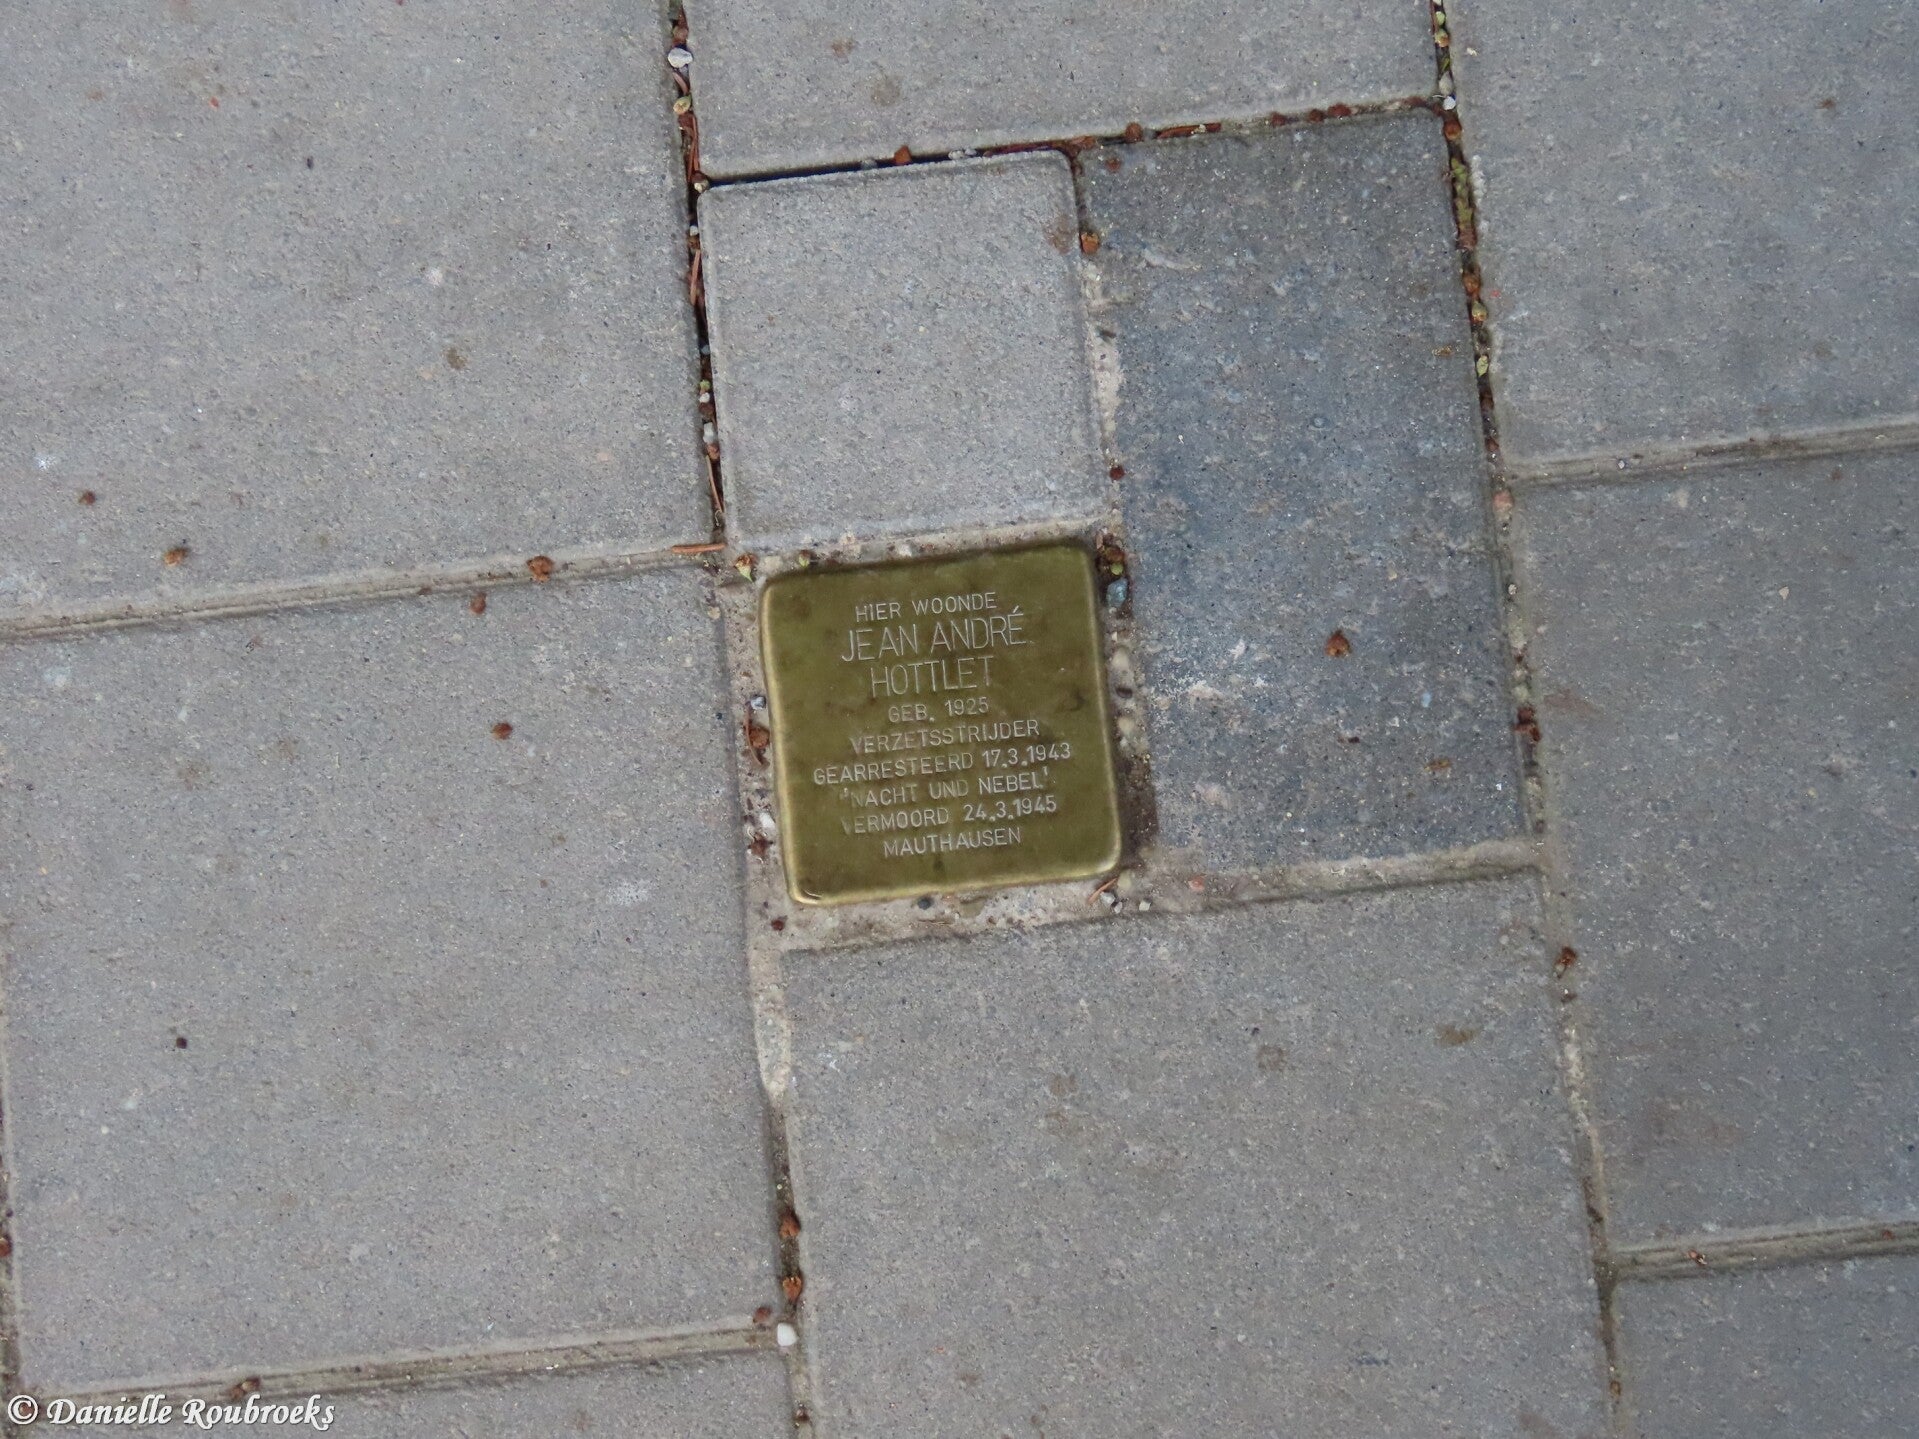 HIER WOONDE
JEAN ANDRÉ
HOTTLET
GEB. 1925
VERZETSSTRIJDER
GEARRESTEERD 17.3.1943
'NACHT UND NEBEL'
VERMOORD 24.3.1945
MAUTHAUSEN
© Danielle Roubroeks